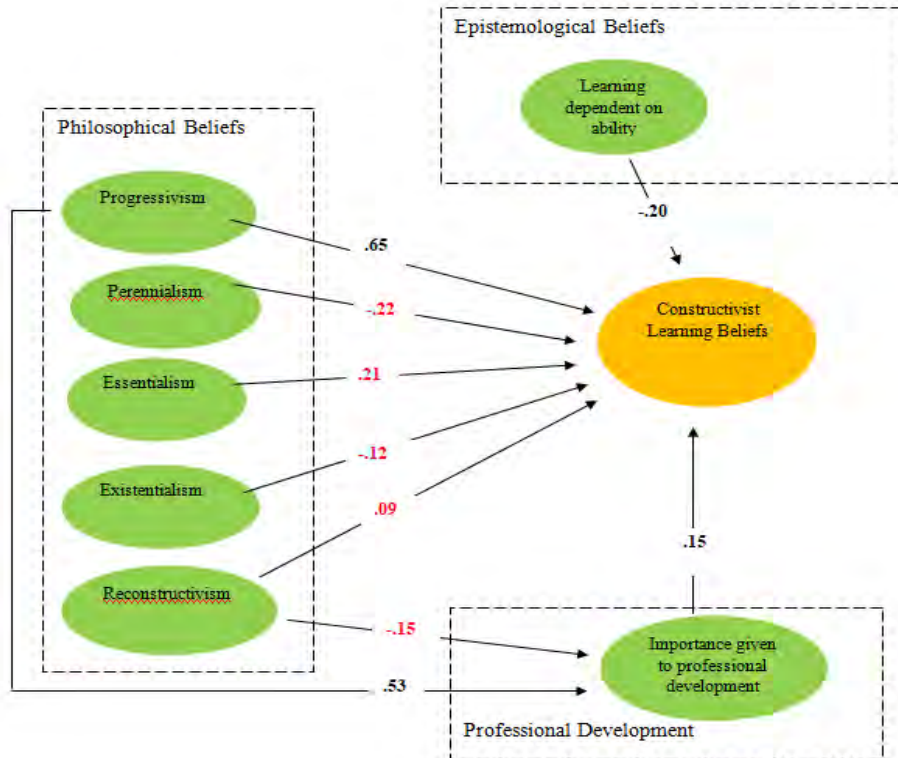 Epistemological Beliefs
Learning
dependent on
ability
Philosophical Beliefs
Progressivism
-.20
.65
Perennialism
-.22
Constructivist
Learning Beliefs
Essentialism
.21
-.12
Existentialism
.09
.15
Reconstructivism
-.15
Importance given
to professional
development
.53
Professional Development